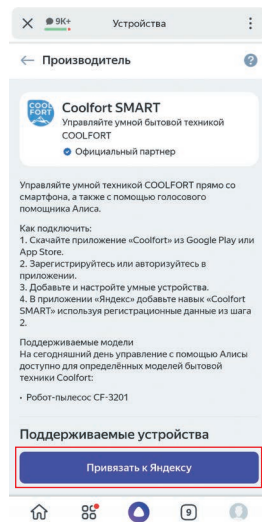 9K+ Устройства
Производитель
COOL FORT
Coolfort SMART
Управляйте умной бытовой техникой
COOLFORT
Официальный партнер
Управляйте умной техникой COOLFORT прямо со
смартфона, а также с помощью голосового
помощника Алиса.
Как подключить:
1. Скачайте приложение «Coolfort» из Google Play или
App Store.
2. Зарегистрируйтесь или авторизуйтесь в
приложении.
3. Добавьте и настройте умные устройства.
4. В приложении «Яндекс» добавьте навык «Coolfort
SMART» используя регистрационные данные из шага
2.
Поддерживаемые модели
На сегодняшний день управление с помощью Алисы
доступно для определённых моделей бытовой
техники Coolfort:
• Робот-пылесос CF-3201
Поддерживаемые устройства
Привязать к Яндексу
9